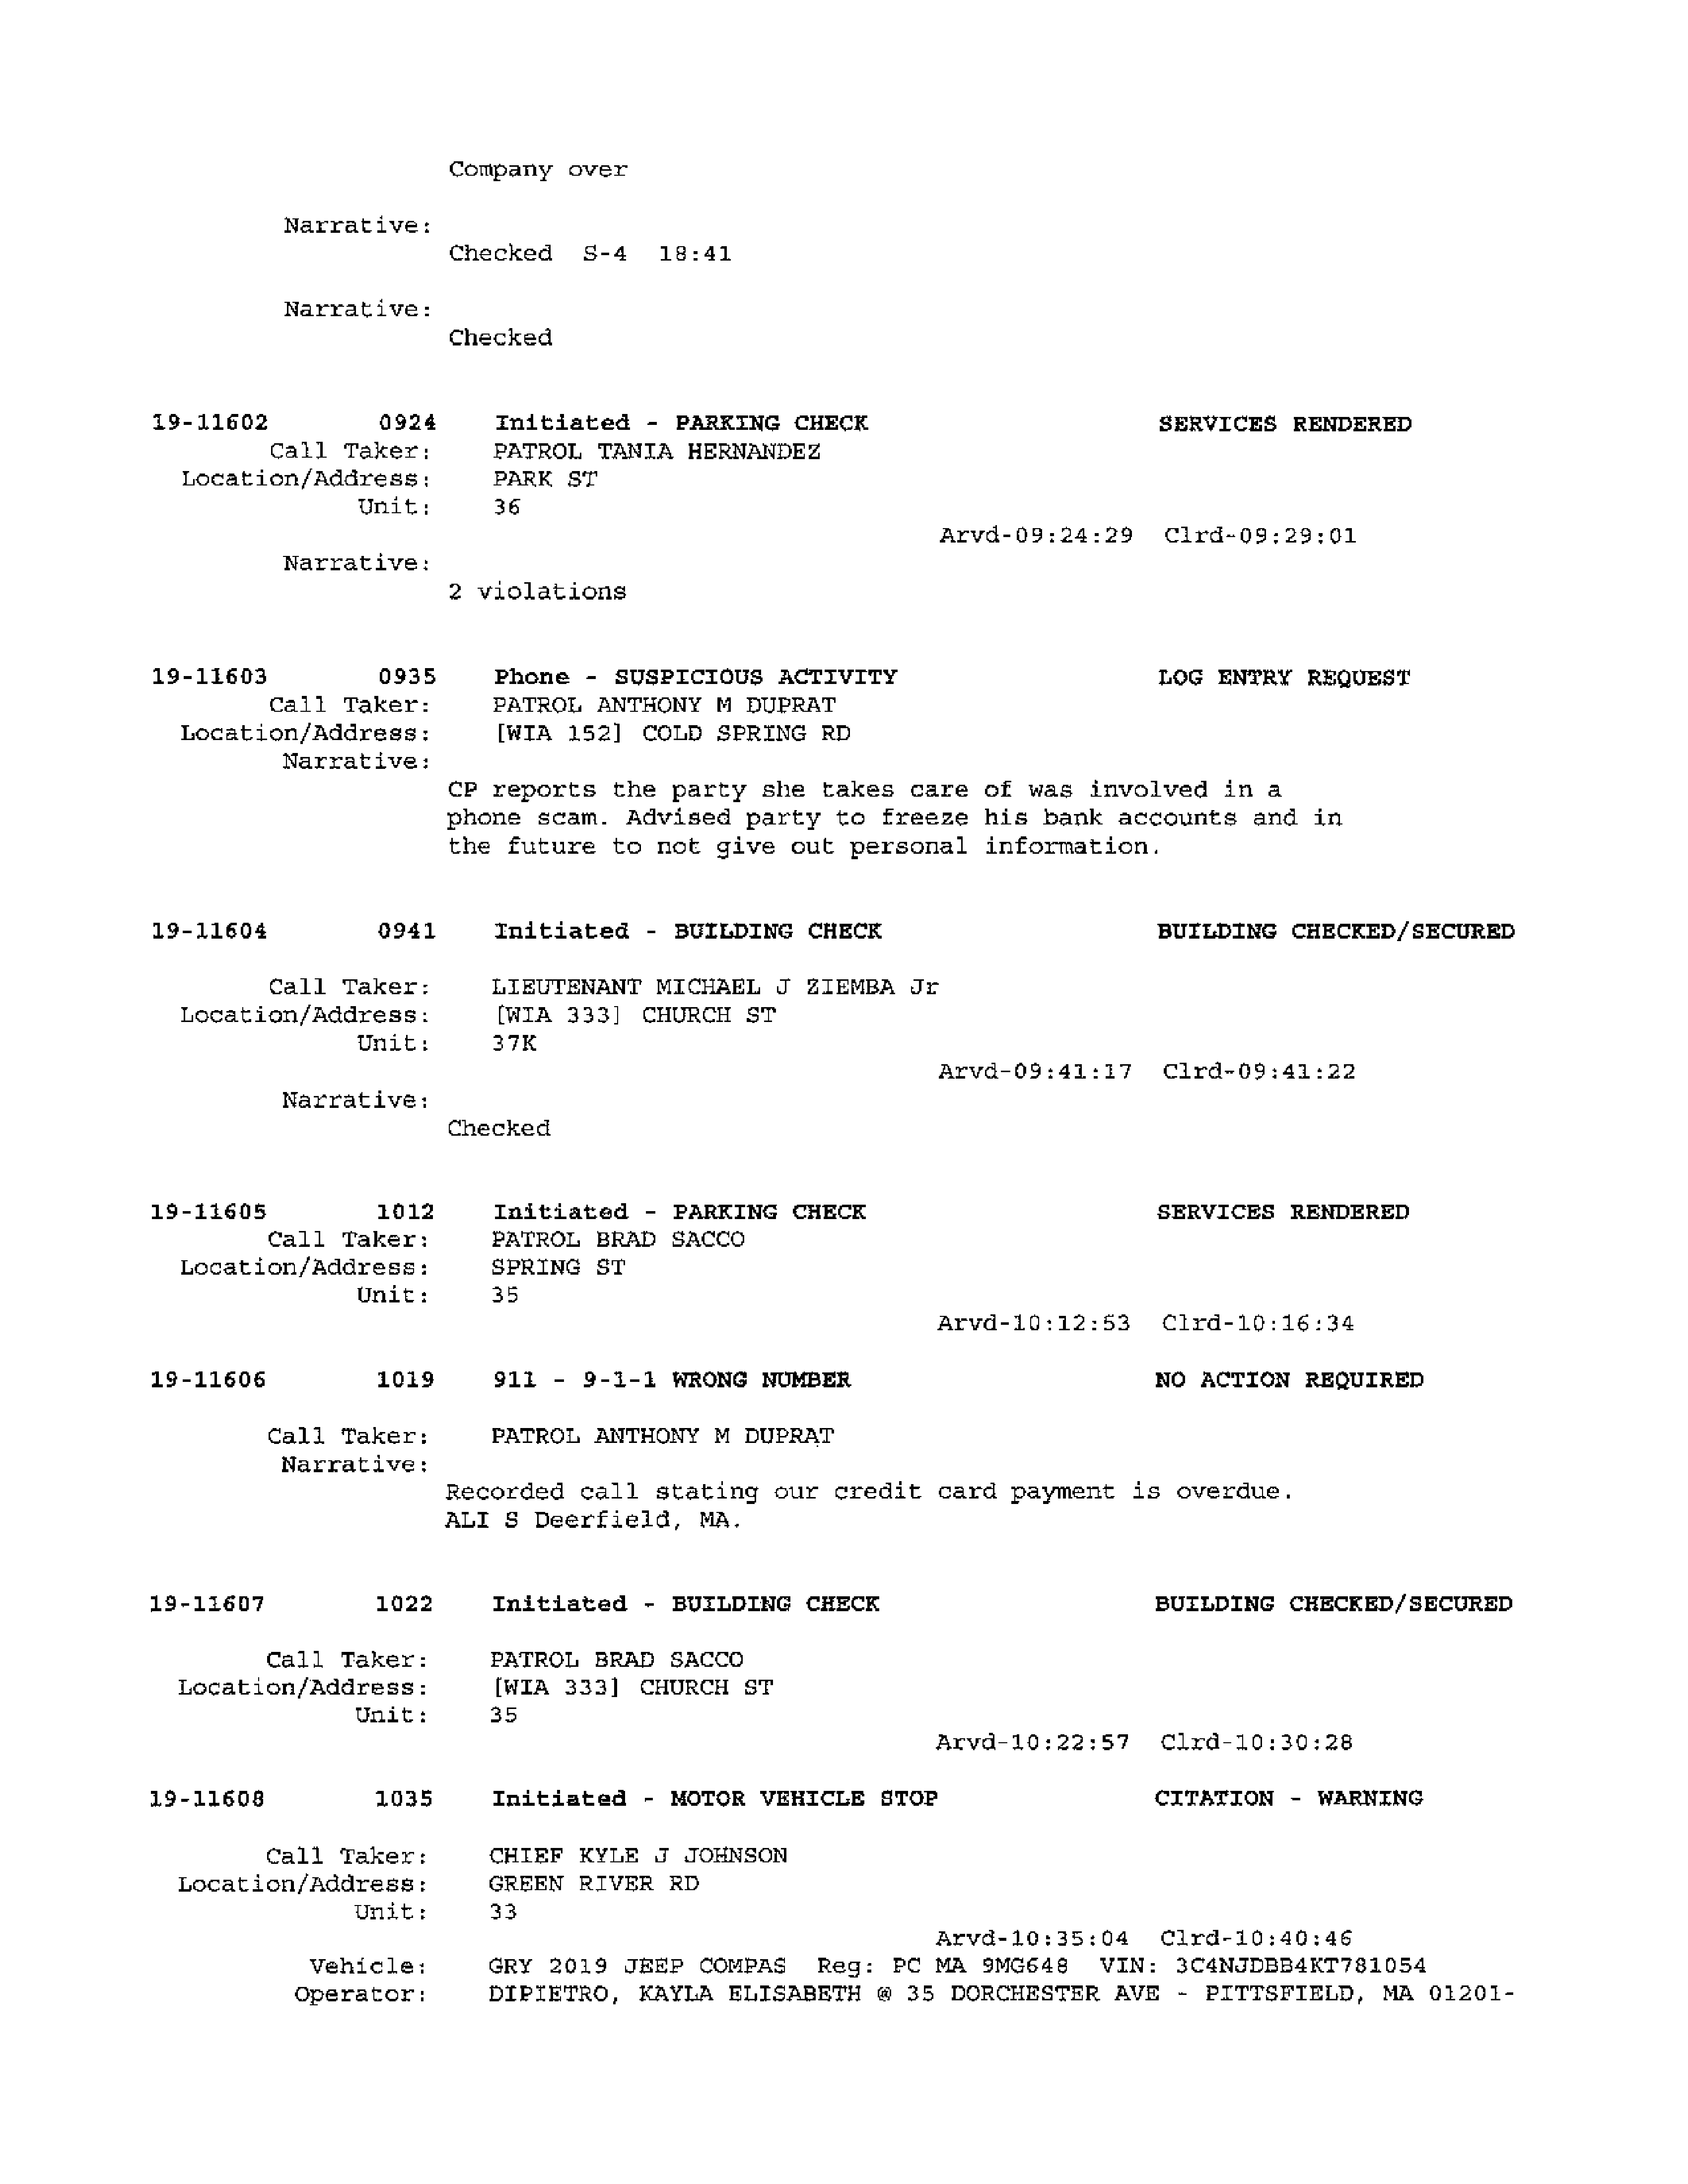 Company over
Narrative:
Checked S-4 18:41
Narrative:
Checked
19-11602 0924 Initiated - PARKING CHECK SERVICES RENDERED
Call Taker: PATROL TANIA HERNANDEZ
Location/Address: PARK ST
Unit: 36
Arvd-09:24:29 Clrd-09:29:01
Narrative:
2 violations
19-11603 0935 Phone - SUSPICIOUS ACTIVITY LOG ENTRY REQUEST
Call Taker: PATROL ANTHONY M DUPRAT
Location/Address: [WIA 152] COLD SPRING RD
Narrative:
CP reports the party she takes care of was involved in a
phone scam. Advised party to freeze his bank accounts and in
the future to not give out personal information.
19-11604 0941 Initiated - BUILDING CHECK BUILDING CHECKED/SECURED
Call Taker: LIEUTENANT MICHAEL J ZIEMBA Jr
Location/Address: [WIA 333] CHURCH ST
Unit: 37K
Arvd-09:41:17 Clrd-09:41:22
Narrative:
Checked
19-11605 1012 Initiated - PARKING CHECK SERVICES RENDERED
Call Taker: PATROL BRAD SACCO
Location/Address: SPRING ST
Unit: 35
Arvd-10:12:53 Clrd-10:16:34
19-11606 1019 911 - 9-1-1 WRONG NUMBER NO ACTION REQUIRED
Call Taker: PATROL ANTHONY M DUPRAT
Narrative:
Recorded call stating our credit card payment is overdue.
ALI S Deerfield, MA.
19-11607 1022 Initiated - BUILDING CHECK BUILDING CHECKED/SECURED
Call Taker: PATROL BRAD SACCO
Location/Address: [WIA 333] CHURCH ST
Unit: 35
Arvd-10:22:57 Clrd-10:30:28
19-11608 1035 Initiated - MOTOR VEHICLE STOP CITATION - WARNING
Call Taker: CHIEF KYLE J JOHNSON
Location/Address: GREEN RIVER RD
Unit: 33
Arvd-10:35:04 Clrd-10:40:46
Vehicle: GRY 2019 JEEP COMPAS Reg: PC MA 9MG648 VIN: 3C4NJDBB4KT781054
Operator: DIPIETRO, KAYLA ELISABETH @ 35 DORCHESTER AVE - PITTSFIELD, MA 01201-